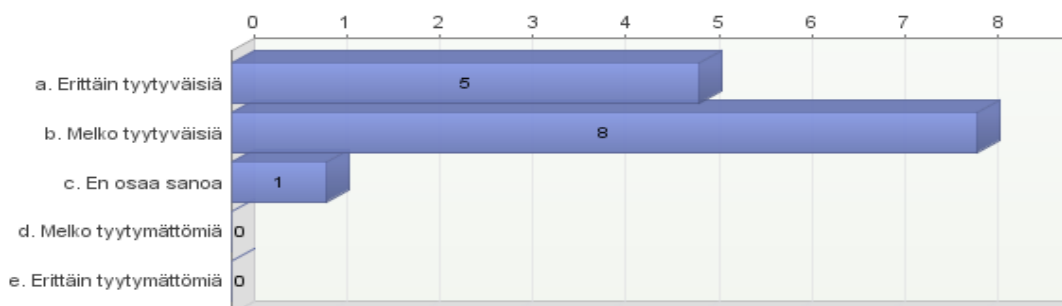 0 1 2 3 4 5 6 7 8
a. Erittäin tyytyväisiä 5
b. Melko tyytyväisiä 8
c. En osaa sanoa 1
d. Melko tyytymättömiä 0
e. Erittäin tyytymättömiä 0